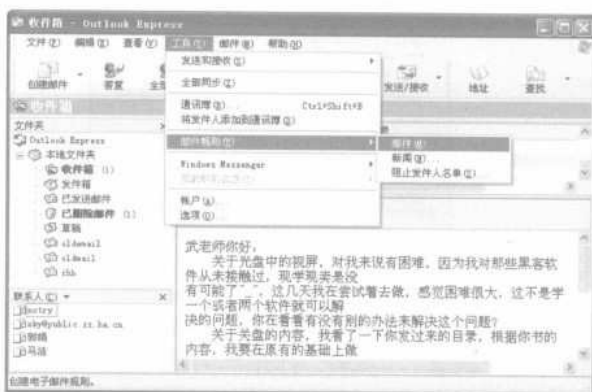 收件箱 - Outlook Express
文件(F) 编辑(E) 查看(V) 工具(T) 邮件(M) 帮助(H)
创建邮件 答复 发送/接收 地址 查找
收件箱
文件夹 ×
Outlook Express
本地文件夹
收件箱 (1)
发件箱
已发送邮件
已删除邮件 (1)
草稿
oldmail
oldmail
发送和接收(S)
全部同步(Z)
通讯簿(B)... Ctrl+Shift+B
将发件人添加到通讯簿(D)
邮件规则(R)
Windows Messenger
帐户(A)...
选项(O)...
邮件(M)...
新闻(N)...
阻止发件人名单(B)...
联系人(C) ×
郭娟
马洁
武老师你好，
关于光盘中的视屏，对我来说有困难，因为我对那些黑客软
件从未接触过，现学现卖是没
有可能了^_^，这几天我在尝试着去做，感觉困难很大，这不是学
一个或者两个软件就可以解
决的问题，你在看看有没有别的办法来解决这个问题?
关于关盘的内容，我看了一下你发过来的目录，根据你书的
内容，我要在原有的基础上做
创建电子邮件规则。